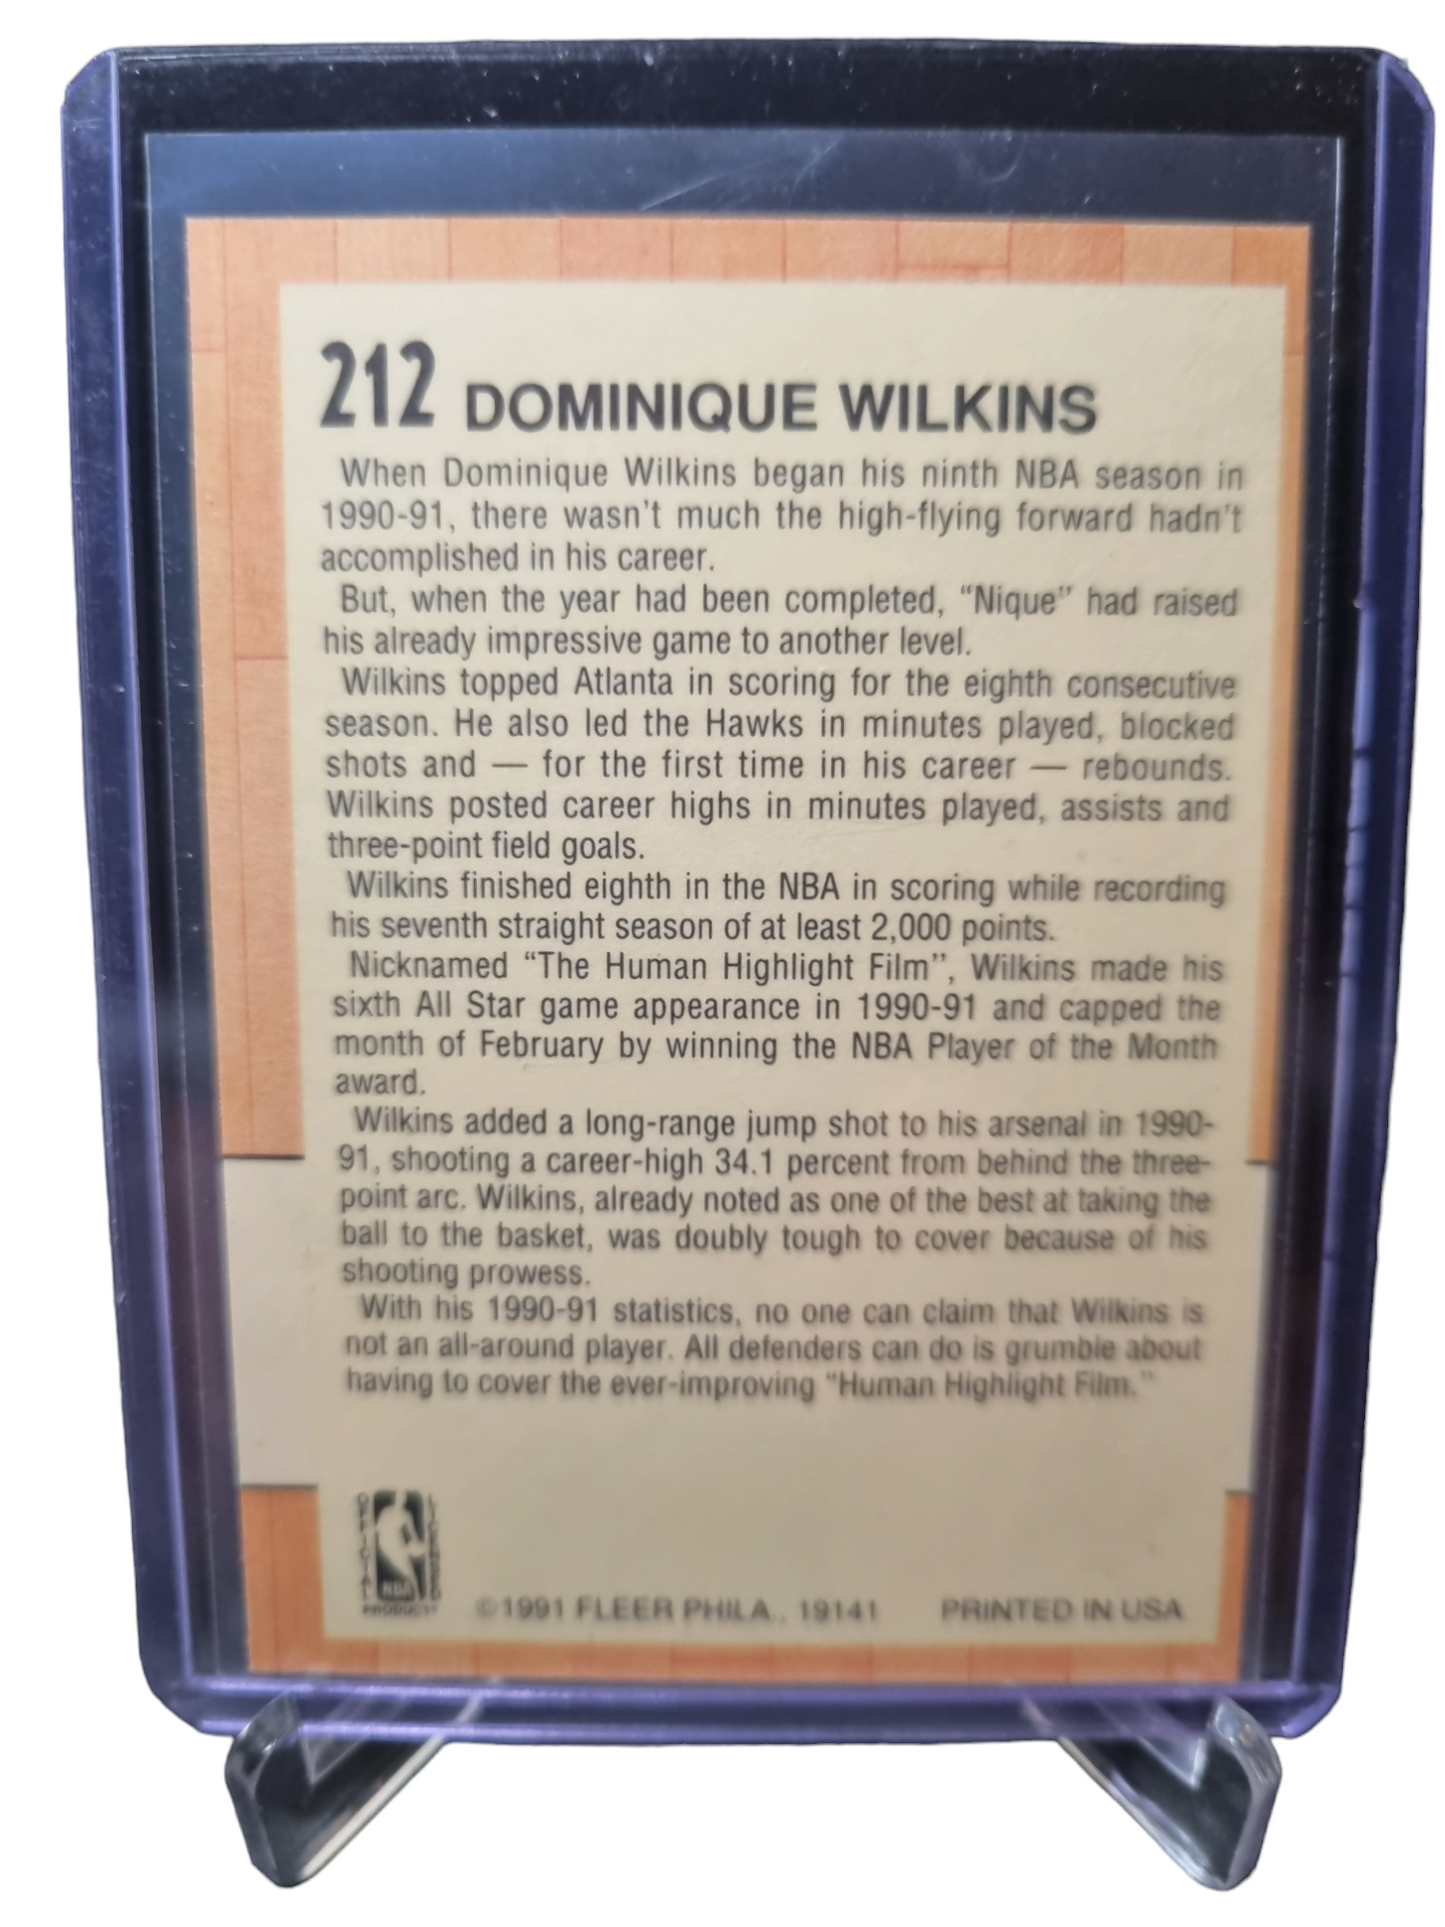 212 DOMINIQUE WILKINS
When Dominique Wilkins began his ninth NBA season in
1990-91, there wasn't much the high-flying forward hadn't
accomplished in his career.
But, when the year had been completed, “Nique” had raised
his already impressive game to another level.
Wilkins topped Atlanta in scoring for the eighth consecutive
season. He also led the Hawks in minutes played, blocked
shots and — for the first time in his career — rebounds.
Wilkins posted career highs in minutes played, assists and
three-point field goals.
Wilkins finished eighth in the NBA in scoring while recording
his seventh straight season of at least 2,000 points.
Nicknamed “The Human Highlight Film”, Wilkins made his
sixth All Star game appearance in 1990-91 and capped the
month of February by winning the NBA Player of the Month
award.
Wilkins added a long-range jump shot to his arsenal in 1990-
91, shooting a career-high 34.1 percent from behind the three-
point arc. Wilkins, already noted as one of the best at taking the
ball to the basket, was doubly tough to cover because of his
shooting prowess.
With his 1990-91 statistics, no one can claim that Wilkins is
not an all-around player. All defenders can do is grumble about
having to cover the ever-improving “Human Highlight Film.”
OFFICIAL
NBA
LICENSED
PRODUCT
©1991 FLEER PHILA., 19141 PRINTED IN USA